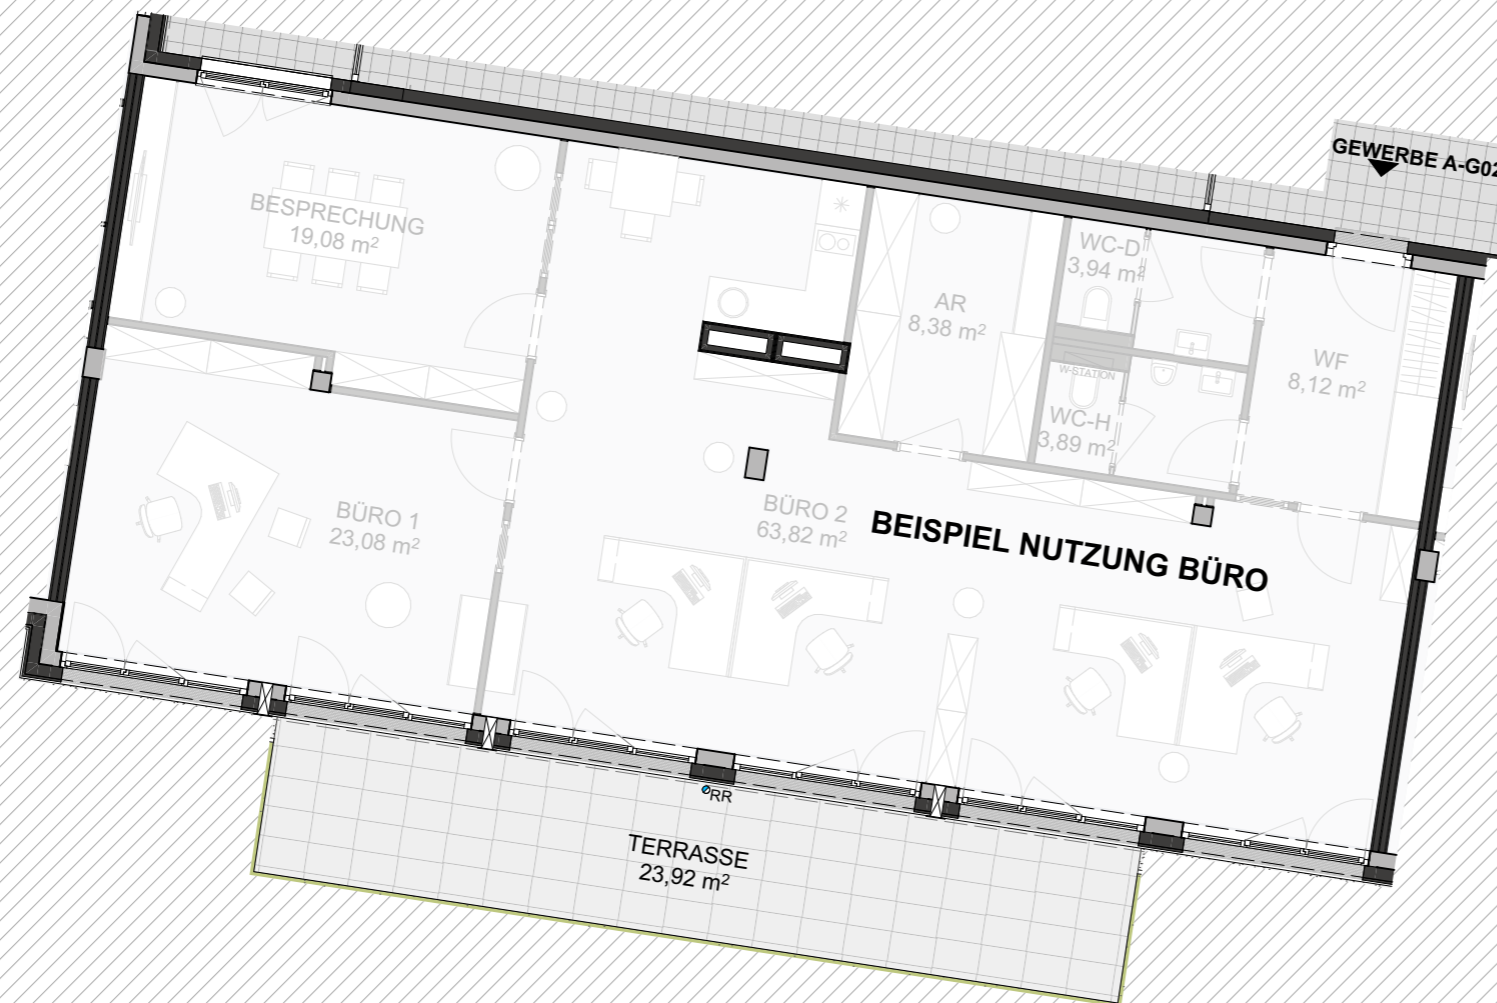 GEWERBE A-G02
BESPRECHUNG
19,08 m²
WC-D
3,94 m²
AR
8,38 m²
WF
8,12 m²
W-STATION
WC-H
3,89 m²
BÜRO 1
23,08 m²
BÜRO 2
63,82 m²
BEISPIEL NUTZUNG BÜRO
RR
TERRASSE
23,92 m²